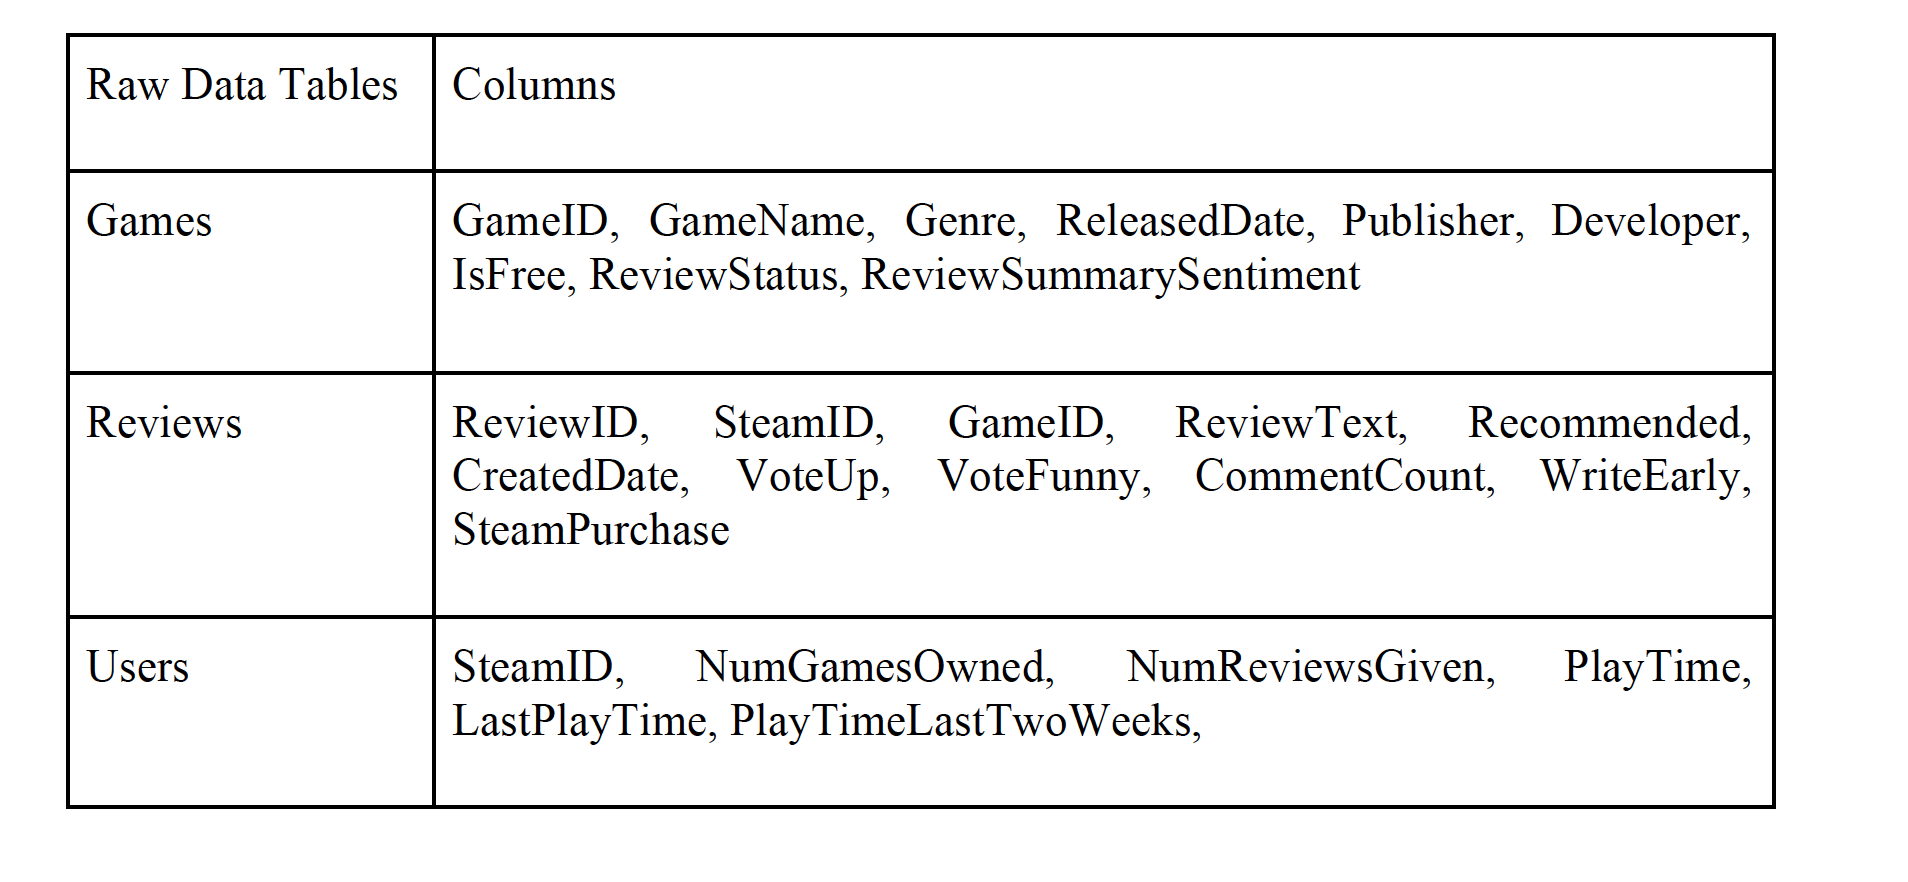 Raw Data Tables
Columns
Games
GameID, GameName, Genre, ReleasedDate, Publisher, Developer,
IsFree, ReviewStatus, ReviewSummarySentiment
Reviews
ReviewID, SteamID, GameID, ReviewText, Recommended,
CreatedDate, VoteUp, VoteFunny, CommentCount, WriteEarly,
SteamPurchase
Users
SteamID, NumGamesOwned, NumReviewsGiven, PlayTime,
LastPlayTime, PlayTimeLastTwoWeeks,